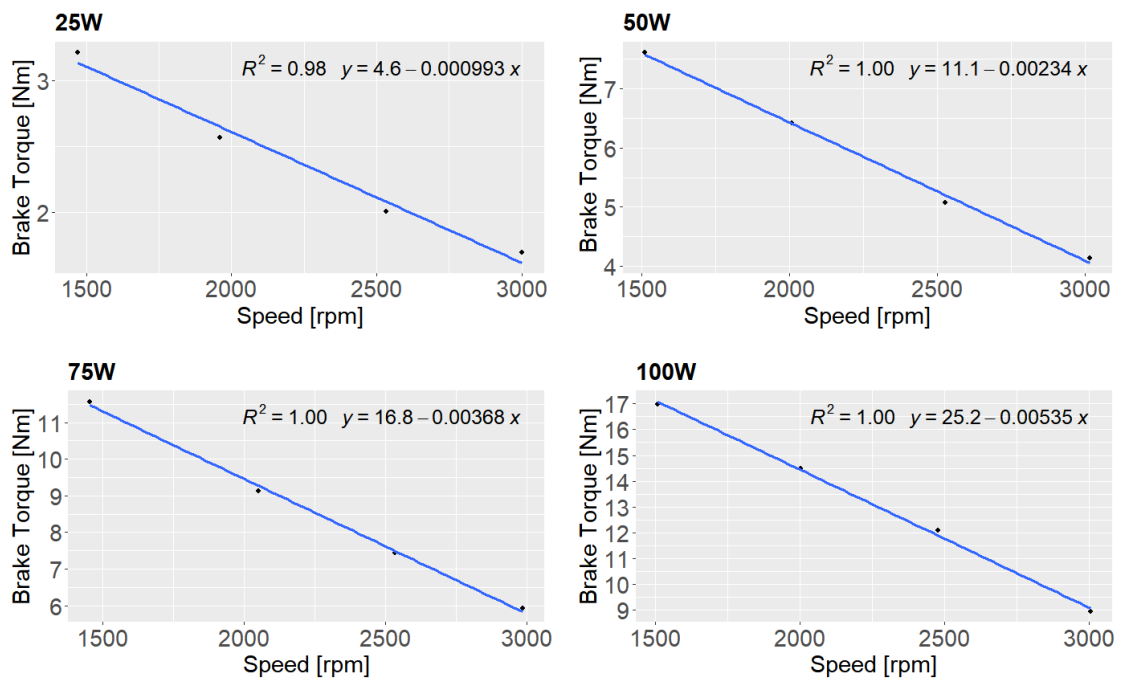 25W
R² = 0.98 y = 4.6 – 0.000993 x
3
2
Brake Torque [Nm]
1500 2000 2500 3000
Speed [rpm]
50W
R² = 1.00 y = 11.1 – 0.00234 x
7
6
5
4
Brake Torque [Nm]
1500 2000 2500 3000
Speed [rpm]
75W
R² = 1.00 y = 16.8 – 0.00368 x
11
10
9
8
7
6
Brake Torque [Nm]
1500 2000 2500 3000
Speed [rpm]
100W
R² = 1.00 y = 25.2 – 0.00535 x
17
16
15
14
13
12
11
10
9
Brake Torque [Nm]
1500 2000 2500 3000
Speed [rpm]